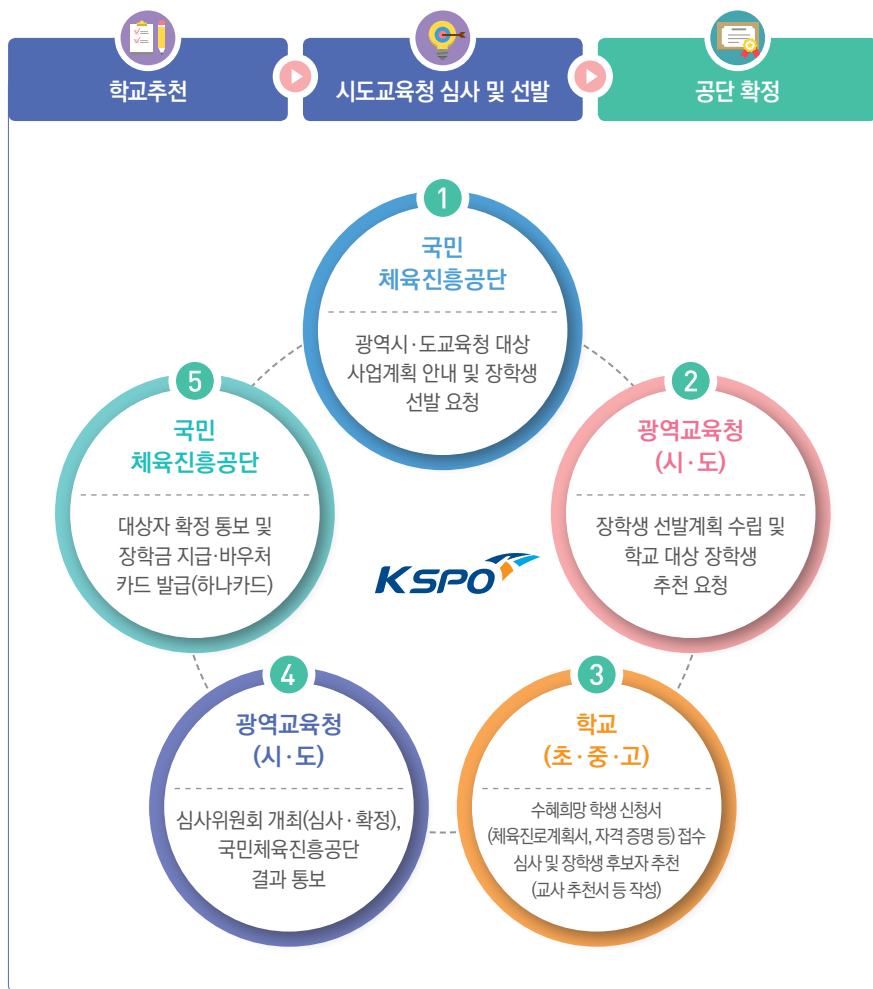 학교추천
시도교육청 심사 및 선발
공단 확정
1
국민
체육진흥공단
광역시·도교육청 대상
사업계획 안내 및 장학생
선발 요청
2
광역교육청
(시·도)
장학생 선발계획 수립 및
학교 대상 장학생
추천 요청
3
학교
(초·중·고)
수혜희망 학생 신청서
(체육진로계획서, 자격 증명 등) 접수
심사 및 장학생 후보자 추천
(교사 추천서 등 작성)
4
광역교육청
(시·도)
심사위원회 개최(심사·확정),
국민체육진흥공단
결과 통보
5
국민
체육진흥공단
대상자 확정 통보 및
장학금 지급·바우처
카드 발급(하나카드)
KSPO